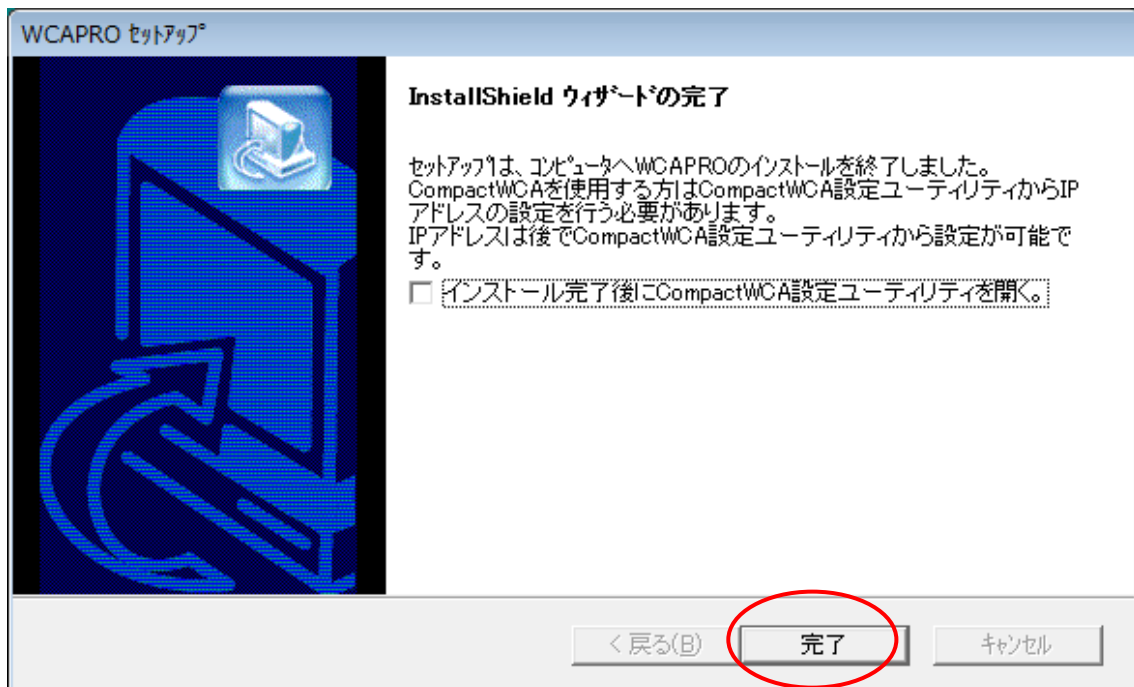 WCAPRO ｾｯﾄｱｯﾌﾟ
InstallShield ｳｨｻﾞｰﾄﾞの完了
ｾｯﾄｱｯﾌﾟは、ｺﾝﾋﾟｭｰﾀへWCAPROのｲﾝｽﾄｰﾙを終了しました。
CompactWCAを使用する方はCompactWCA設定ユーティリティからIP
アドレスの設定を行う必要があります。
IPアドレスは後でCompactWCA設定ユーティリティから設定が可能で
す。
インストール完了後にCompactWCA設定ユーティリティを開く。
< 戻る(B)
完了
ｷｬﾝｾﾙ